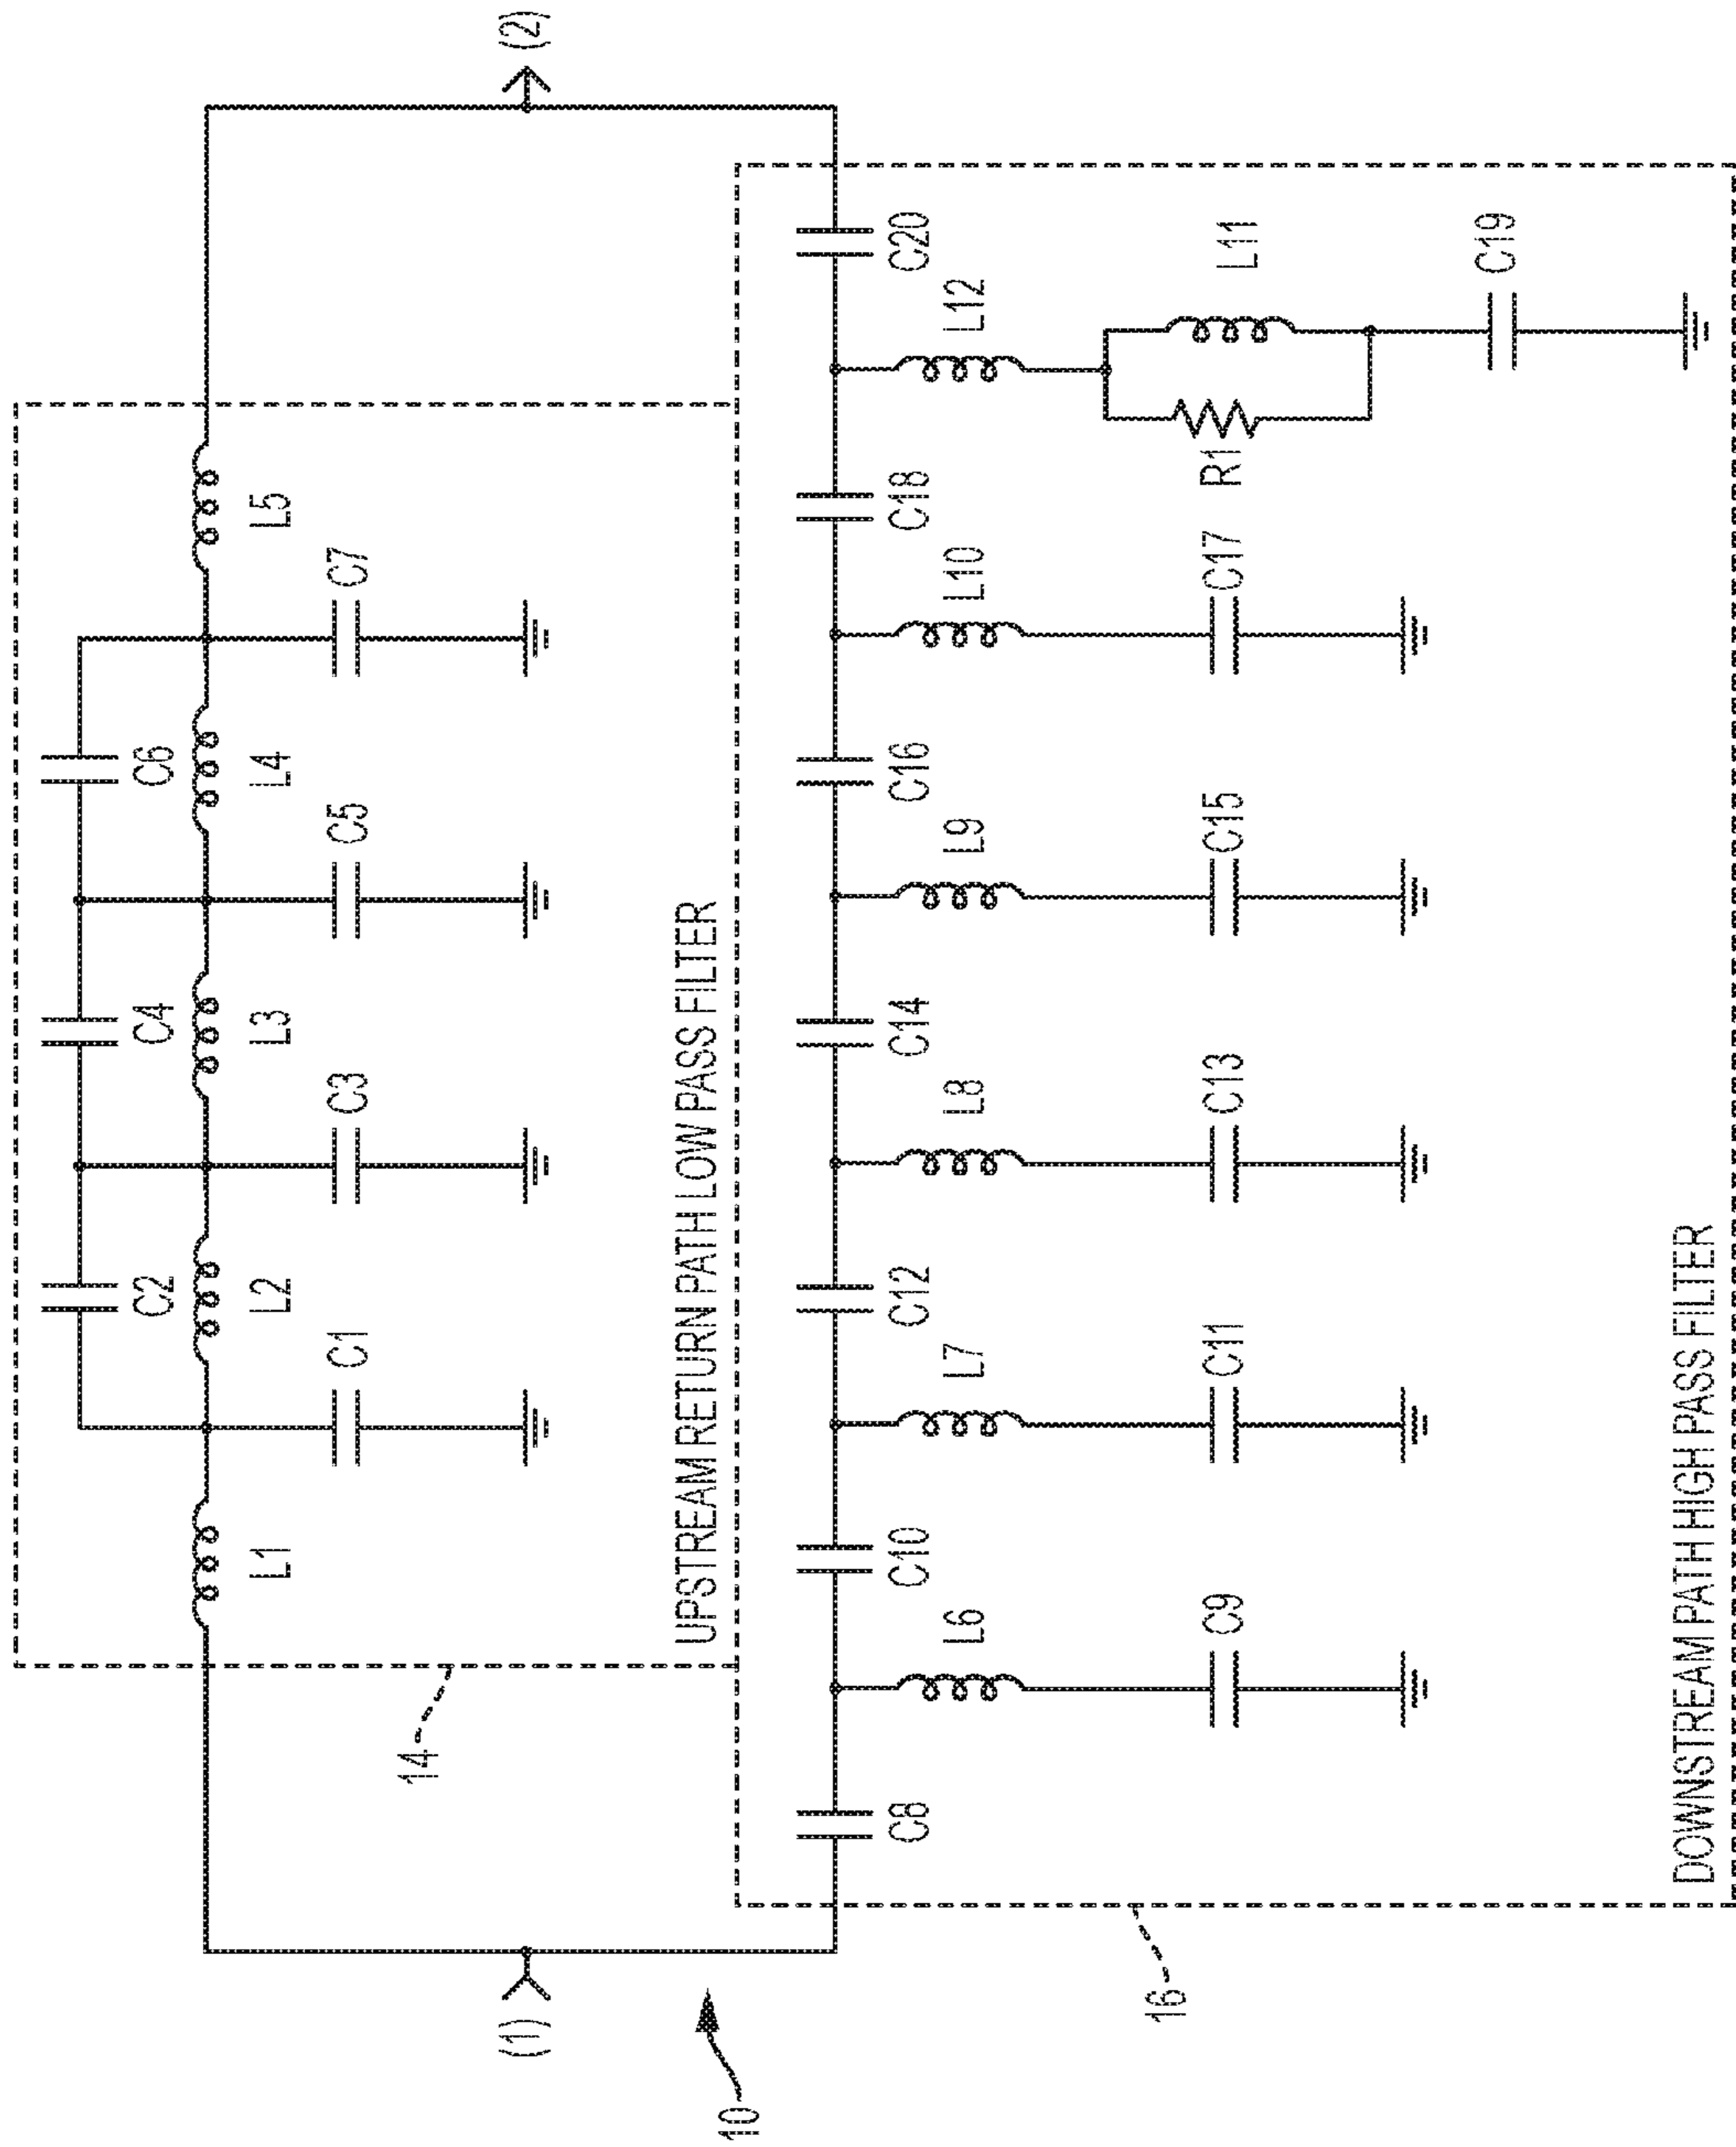 C2
C4
C6
L1
L2
L3
L4
L5
C1
C3
C5
C7
14
(1)
(2)
UPSTREAM RETURN PATH LOW PASS FILTER
10
C8
C10
C12
C14
C16
C18
C20
L6
L7
L8
L9
L10
L12
16
C9
C11
C13
C15
C17
R1
L11
C19
DOWNSTREAM PATH HIGH PASS FILTER